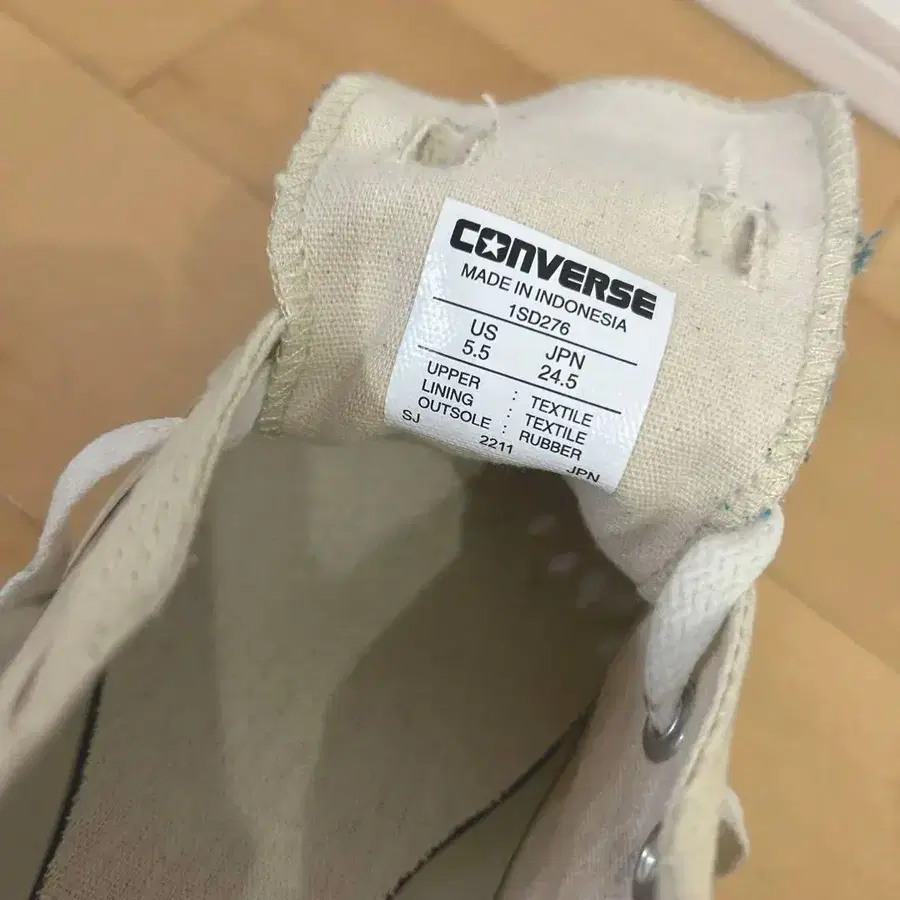 CONVERSE
MADE IN INDONESIA
1SD276
US JPN
5.5 24.5
UPPER : TEXTILE
LINING : TEXTILE
OUTSOLE : RUBBER
SJ 2211 JPN